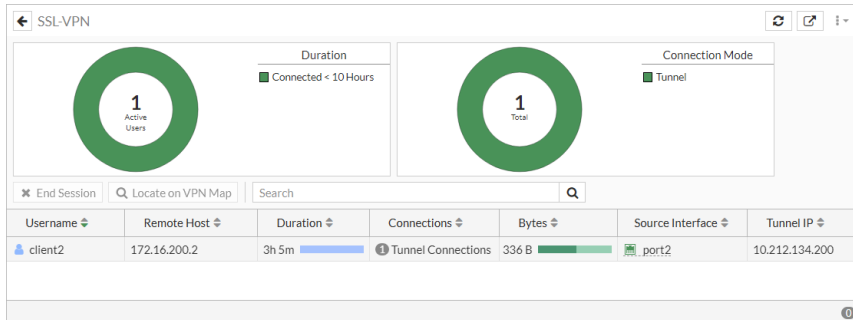 SSL-VPN
1
Active
Users
Duration
Connected < 10 Hours
1
Total
Connection Mode
Tunnel
End Session Locate on VPN Map Search
Username Remote Host Duration Connections Bytes Source Interface Tunnel IP
client2 172.16.200.2 3h 5m 1 Tunnel Connections 336 B port2 10.212.134.200
0